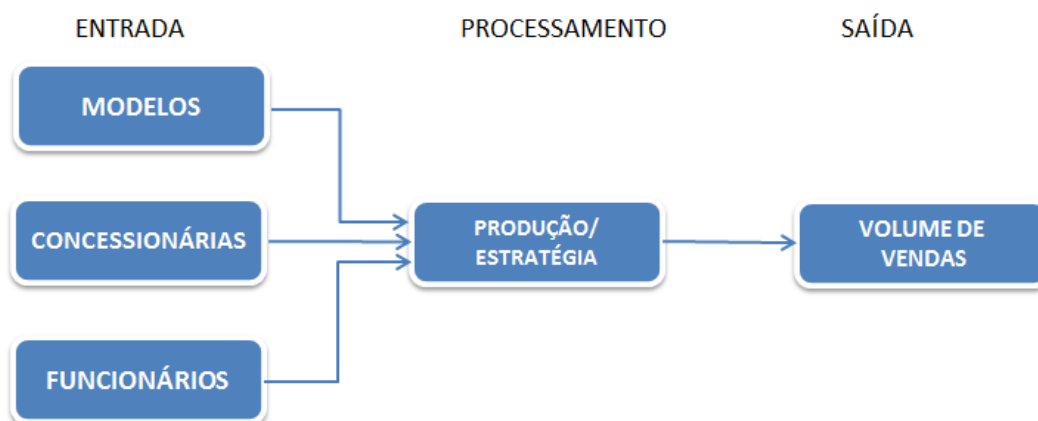 ENTRADA
PROCESSAMENTO
SAÍDA
MODELOS
CONCESSIONÁRIAS
FUNCIONÁRIOS
PRODUÇÃO/
ESTRATÉGIA
VOLUME DE
VENDAS